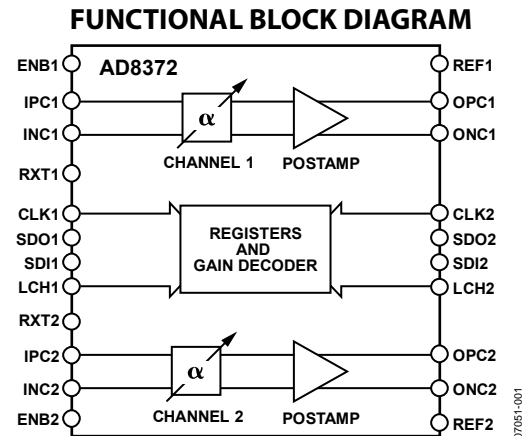 FUNCTIONAL BLOCK DIAGRAM
AD8372
ENB1
IPC1
INC1
RXT1
CLK1
SDO1
SDI1
LCH1
RXT2
IPC2
INC2
ENB2
α
CHANNEL 1
POSTAMP
REGISTERS
AND
GAIN DECODER
α
CHANNEL 2
POSTAMP
REF1
OPC1
ONC1
CLK2
SDO2
SDI2
LCH2
OPC2
ONC2
REF2
07051-001